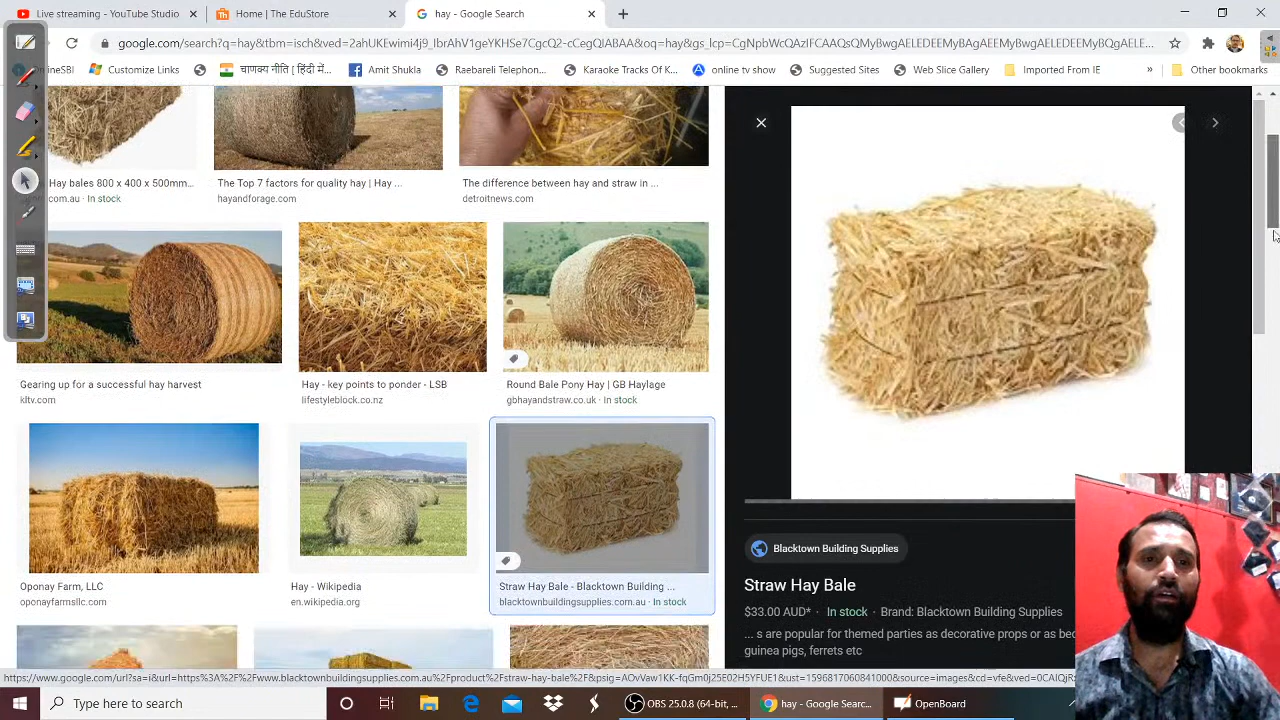 Live streaming - YouTube Studio
Home | The EduStore
hay - Google Search
google.com/search?q=hay&tbm=isch&ved=2ahUKEwimi4j9_IbrAhV1geYKHSe7CgcQ2-cCegQIABAA&oq=hay&gs_lcp=CgNpbWcQAzIFCAAQsQMyBwgAELEDEEMyBAgAEEMyBQgAELE...
OnlineSBI
Customize Links
चाणक्य नीति [ हिंदी में...
Amit Shukla
Raebareli Telephon...
Karaoke Tracks Of K...
online tv show
Suggested Sites
Web Slice Gallery
Imported From IE
»
Other bookmarks
Hay bales 800 x 400 x 500mm...
.com.au · In stock
The Top 7 factors for quality hay | Hay ...
hayandforage.com
The difference between hay and straw in ...
detroitnews.com
Gearing up for a successful hay harvest
kltv.com
Hay - key points to ponder - LSB
lifestyleblock.co.nz
Round Bale Pony Hay | GB Haylage
gbhayandstraw.co.uk · In stock
Oponay Farm, LLC
oponayfarmsllc.com
Hay - Wikipedia
en.wikipedia.org
Straw Hay Bale - Blacktown Building ...
blacktownbuildingsupplies.com.au · In stock
Blacktown Building Supplies
Straw Hay Bale
$33.00 AUD* · In stock · Brand: Blacktown Building Supplies
... s are popular for themed parties as decorative props or as bec
guinea pigs, ferrets etc
Type here to search
OBS 25.0.8 (64-bit, ...
hay - Google Sear...
OpenBoard